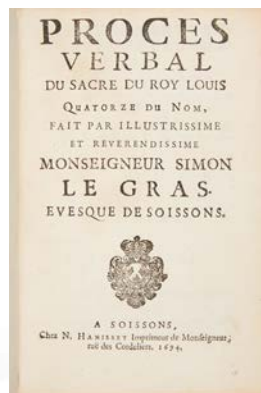 PROCES
VERBAL
DU SACRE DU ROY LOUIS
QUATORZE DU NOM,
FAIT PAR ILLUSTRISSIME
ET REVERENDISSIME
MONSEIGNEUR SIMON
LE GRAS.
EVESQUE DE SOISSONS.
A SOISSONS,
Chez N. HANISSET Imprimeur de Monseigneur,
ruë des Cordeliers. 1694.